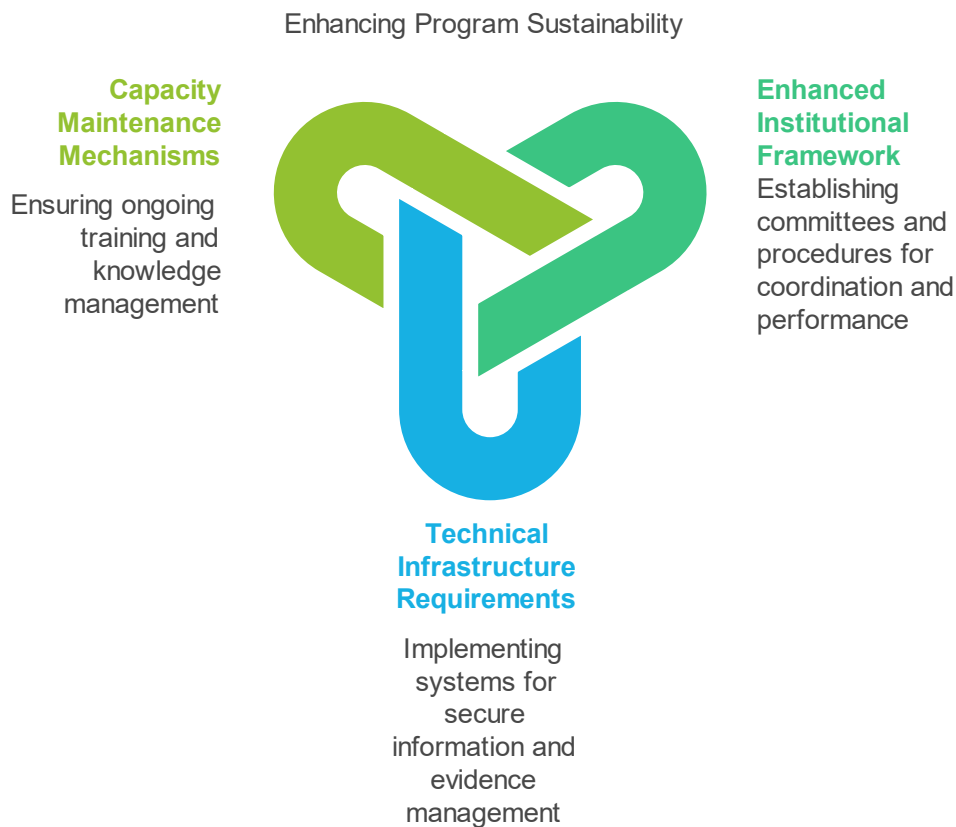 Enhancing Program Sustainability
Capacity
Maintenance
Mechanisms
Ensuring ongoing
training and
knowledge
management
Enhanced
Institutional
Framework
Establishing
committees and
procedures for
coordination and
performance
Technical
Infrastructure
Requirements
Implementing
systems for
secure
information and
evidence
management